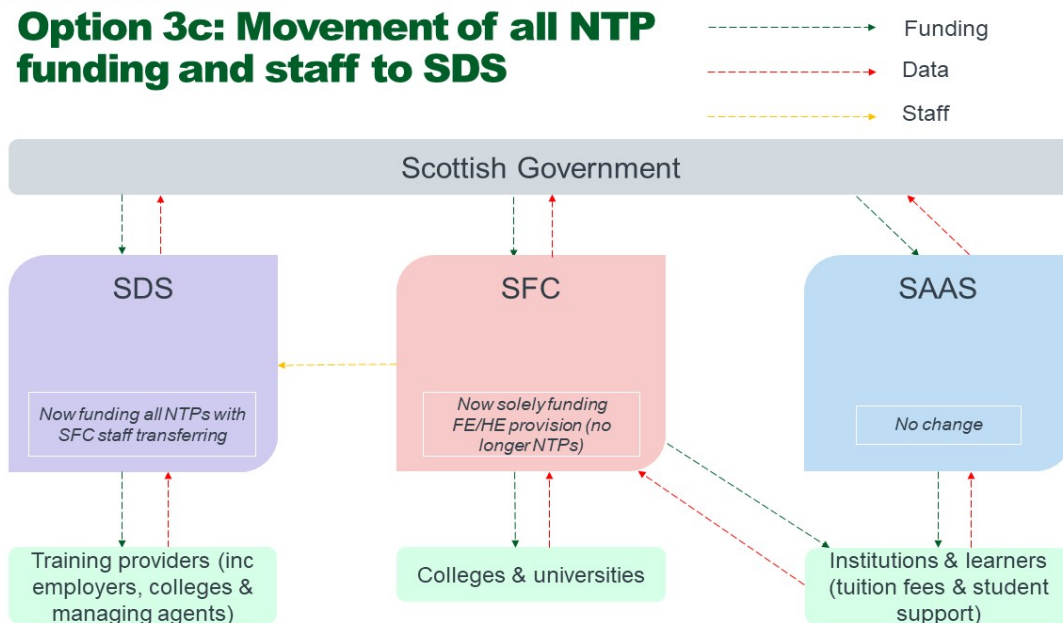 Option 3c: Movement of all NTP
funding and staff to SDS
Funding
Data
Staff
Scottish Government
SDS
Now funding all NTPs with
SFC staff transferring
SFC
Now solely funding
FE/HE provision (no
longer NTPs)
SAAS
No change
Training providers (inc
employers, colleges &
managing agents)
Colleges & universities
Institutions & learners
(tuition fees & student
support)